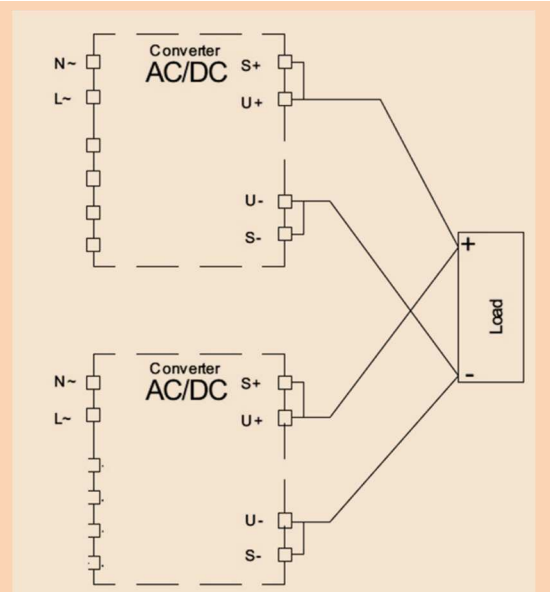 Converter
AC/DC
N~
L~
S+
U+
U-
S-
+
Load
-
Converter
AC/DC
N~
L~
S+
U+
U-
S-